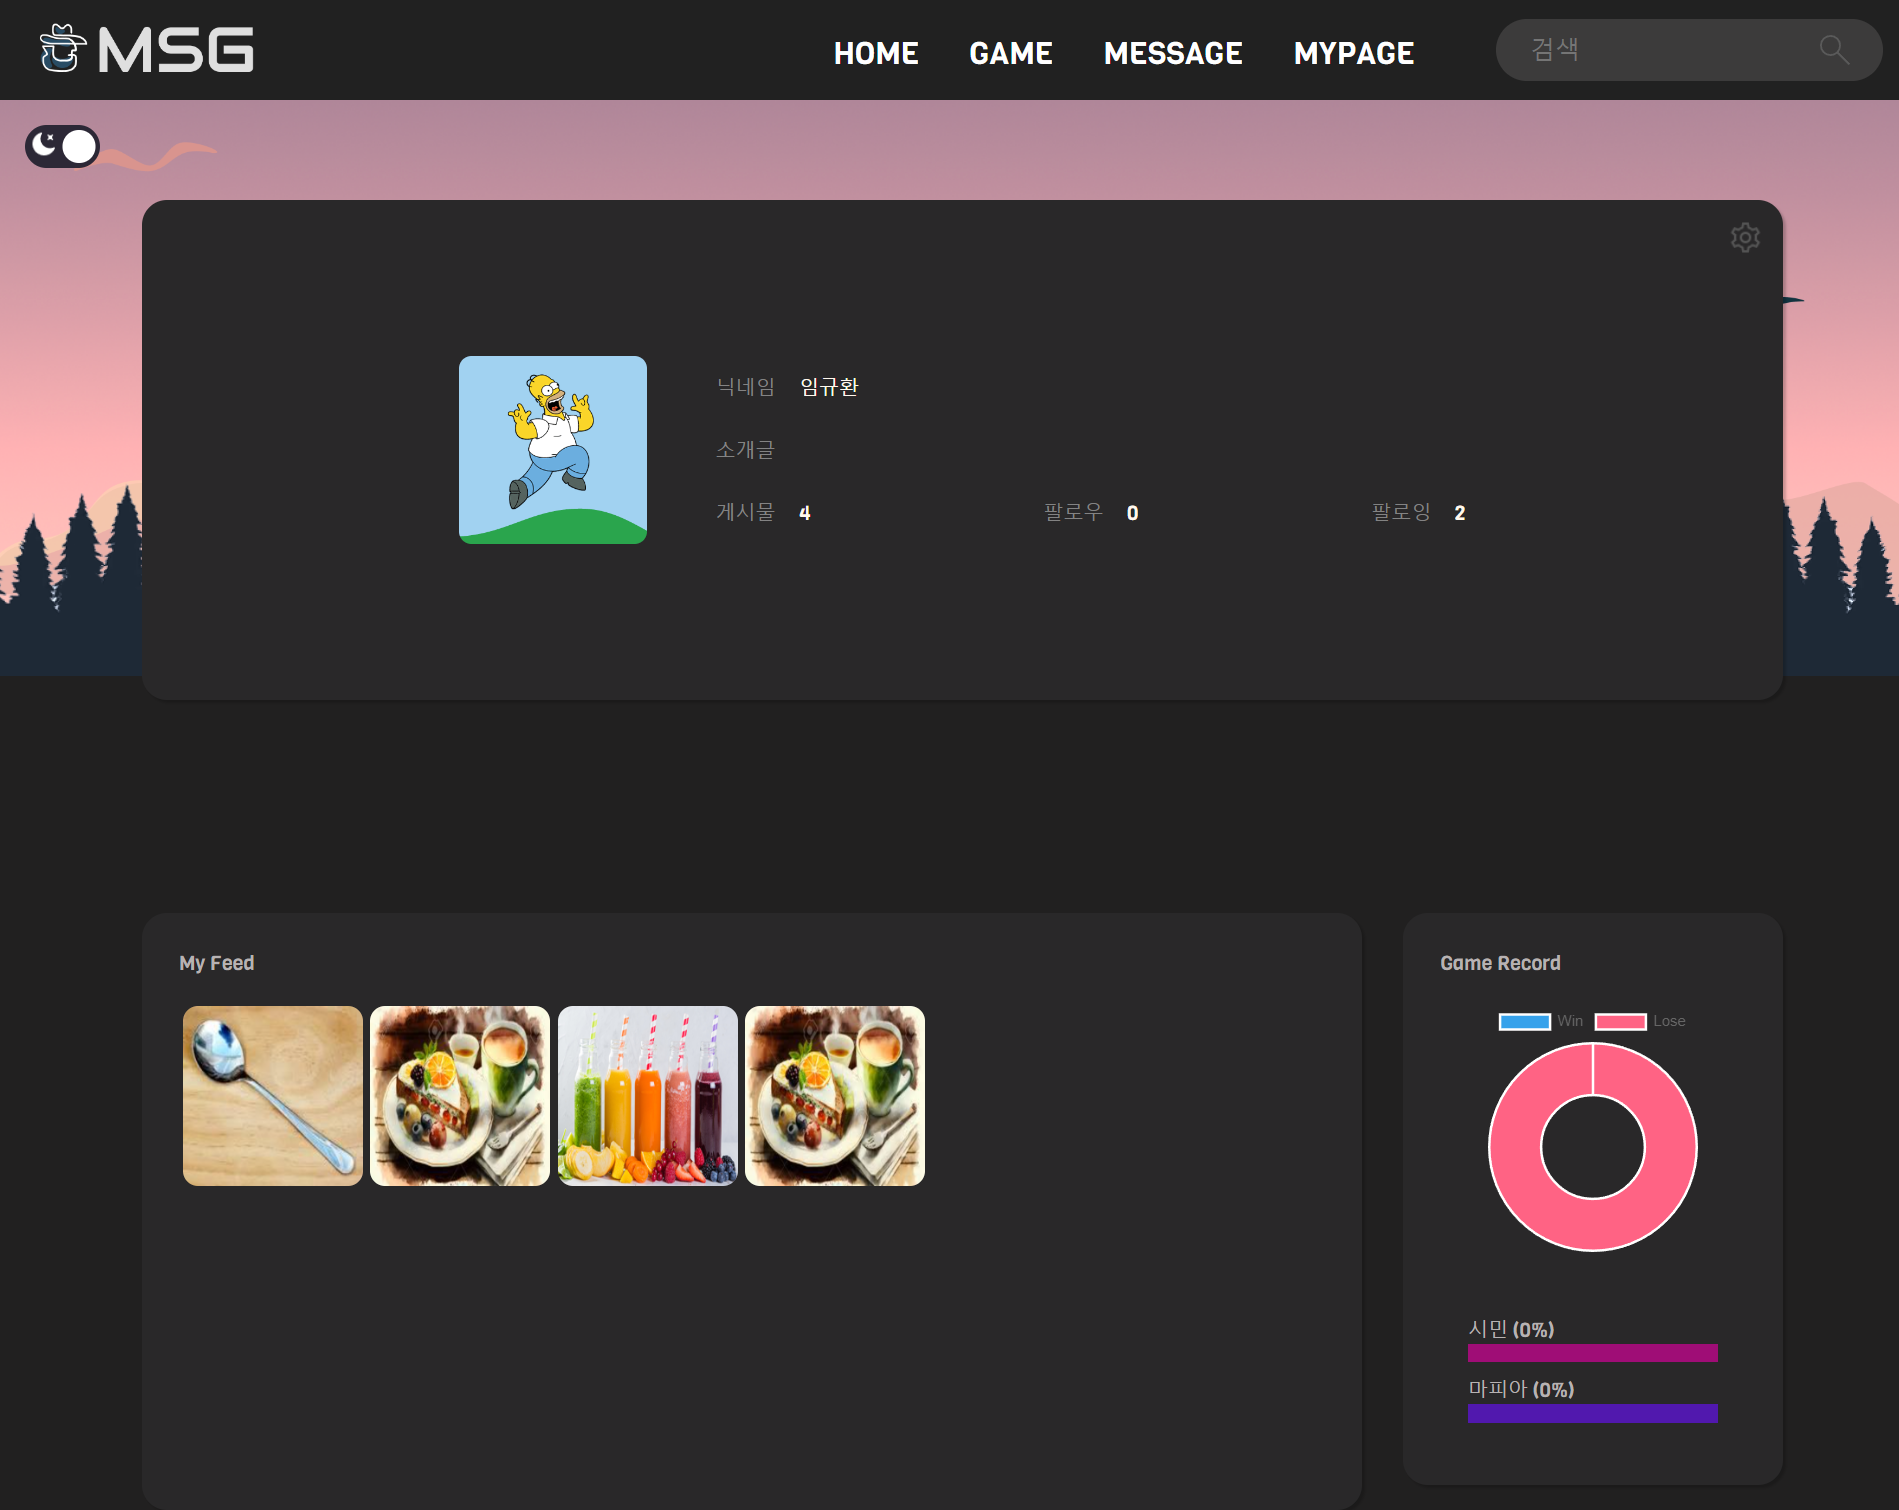 MSG
HOME GAME MESSAGE MYPAGE
검색
닉네임 임규환
소개글
게시물 4 팔로우 0 팔로잉 2
My Feed
Game Record
Win Lose
시민 (0%)
마피아 (0%)